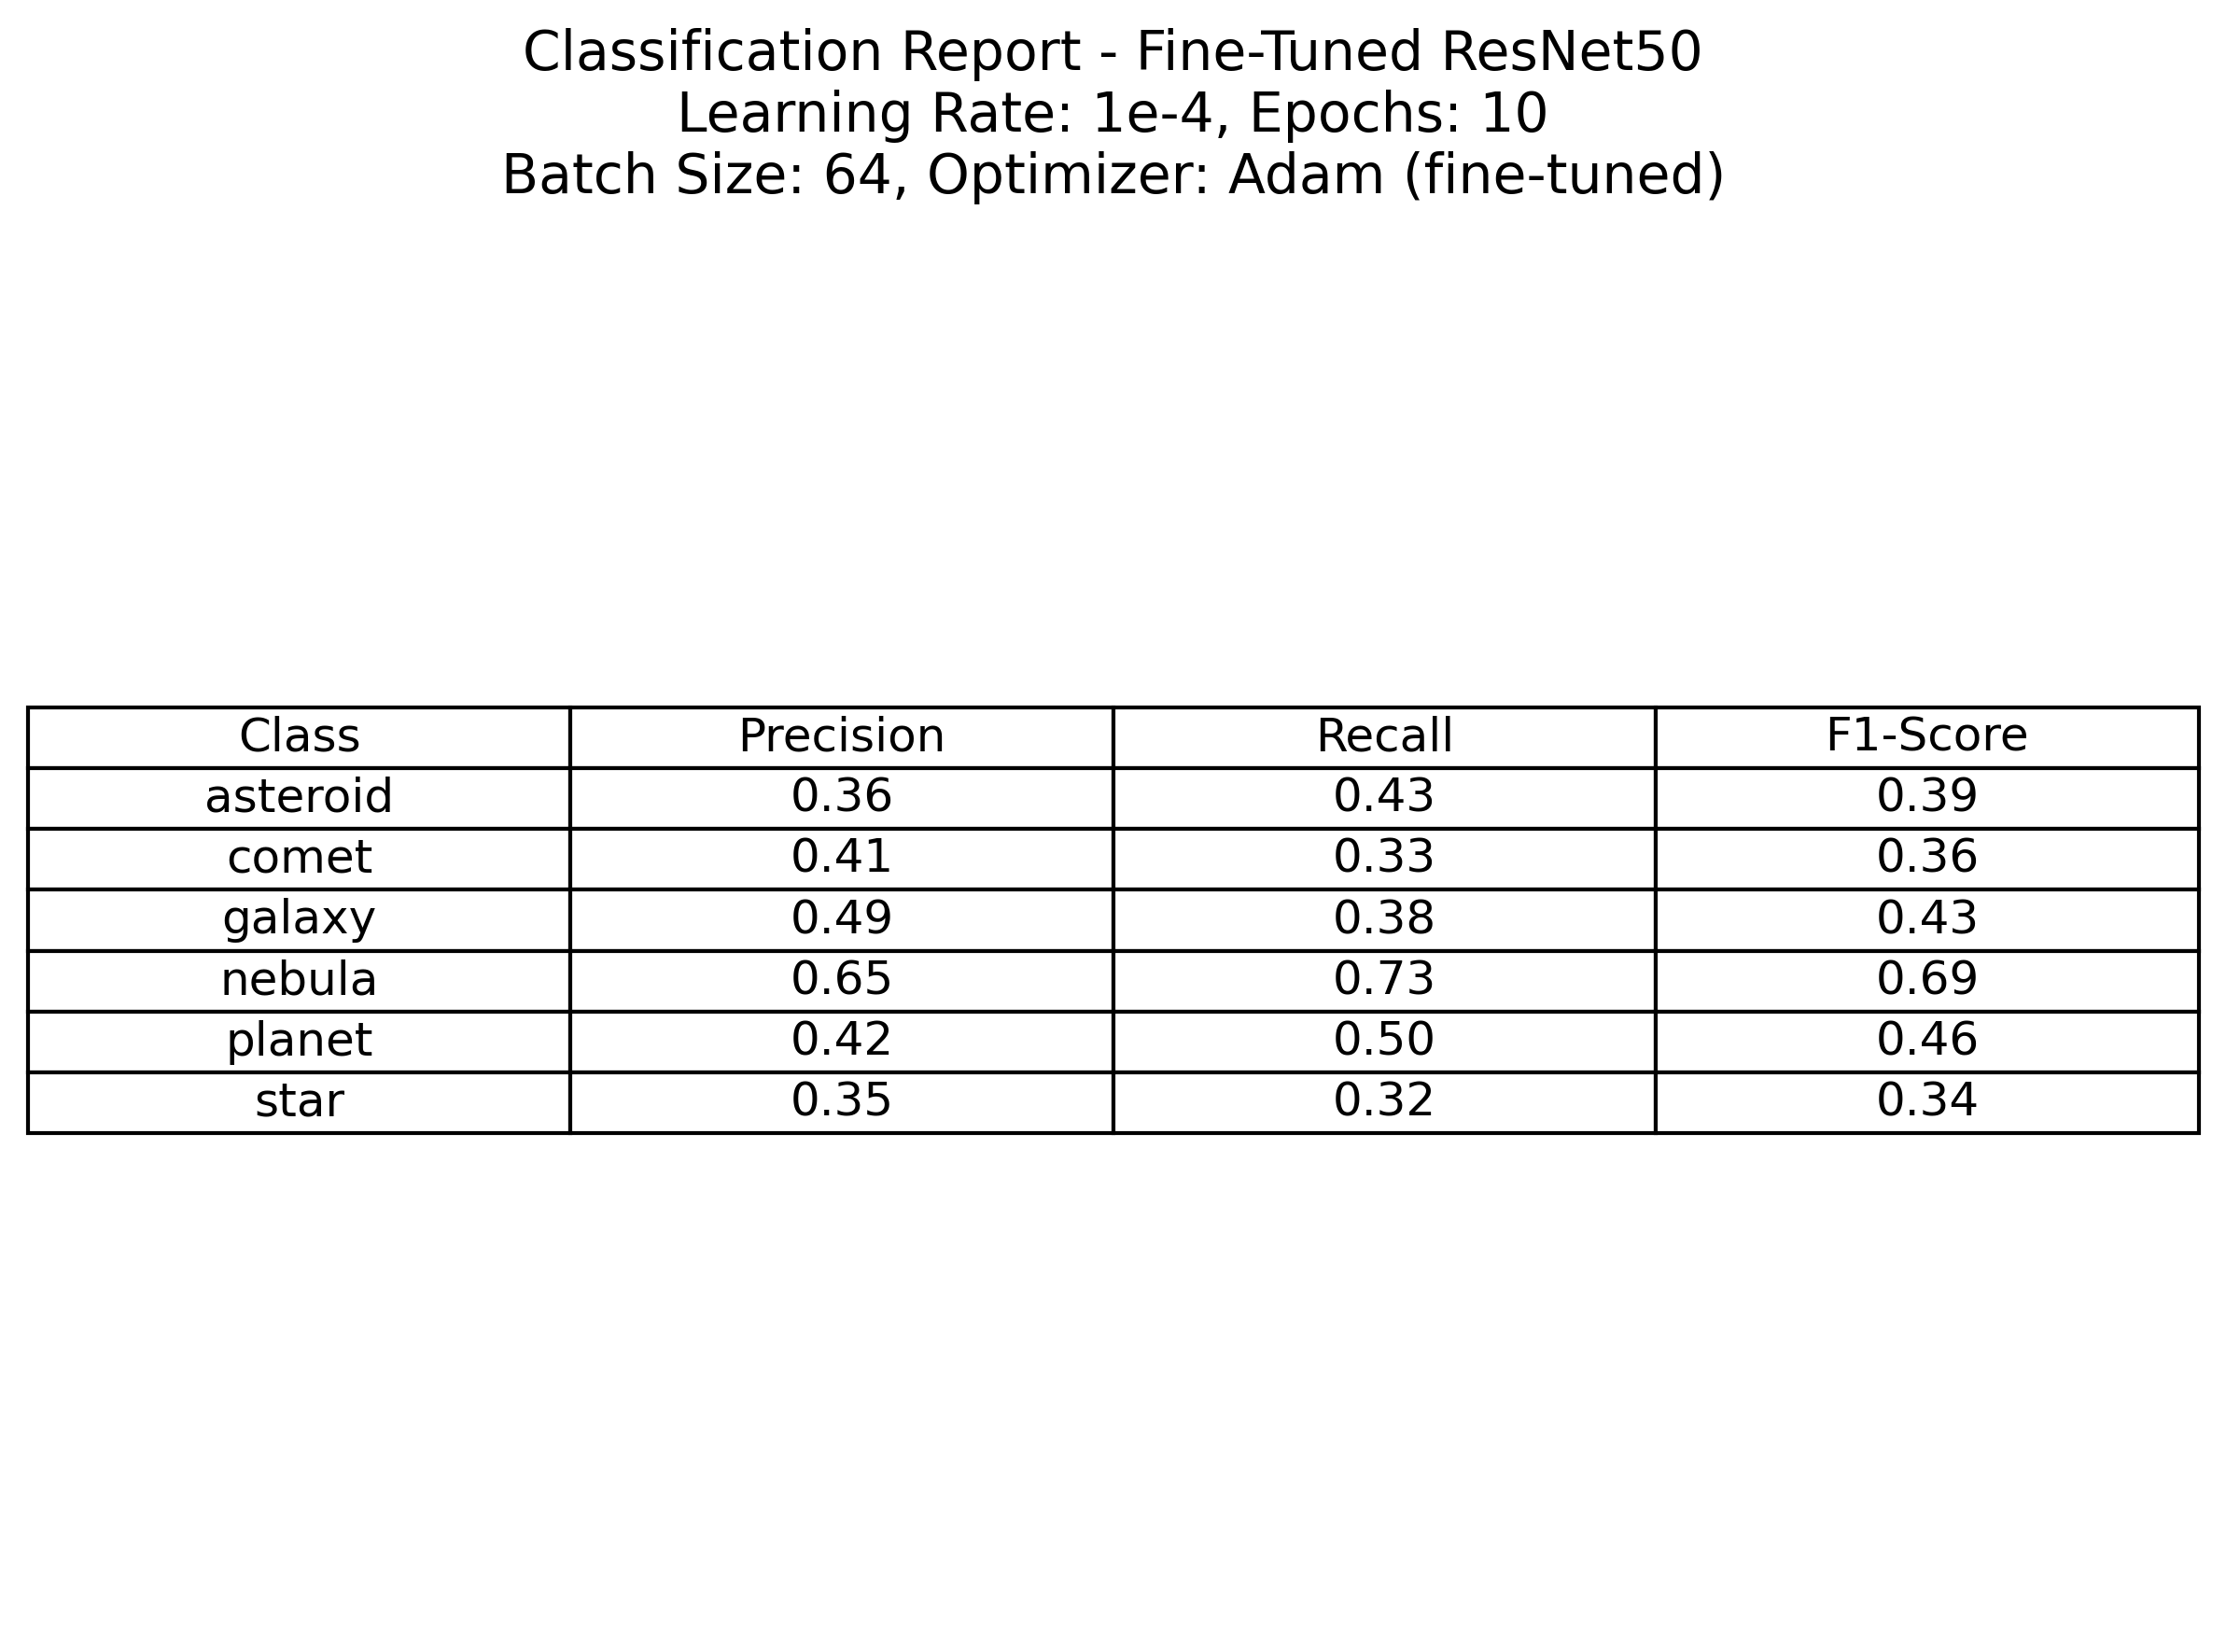 Classification Report - Fine-Tuned ResNet50
Learning Rate: 1e-4, Epochs: 10
Batch Size: 64, Optimizer: Adam (fine-tuned)
Class Precision Recall F1-Score
asteroid 0.36 0.43 0.39
comet 0.41 0.33 0.36
galaxy 0.49 0.38 0.43
nebula 0.65 0.73 0.69
planet 0.42 0.50 0.46
star 0.35 0.32 0.34